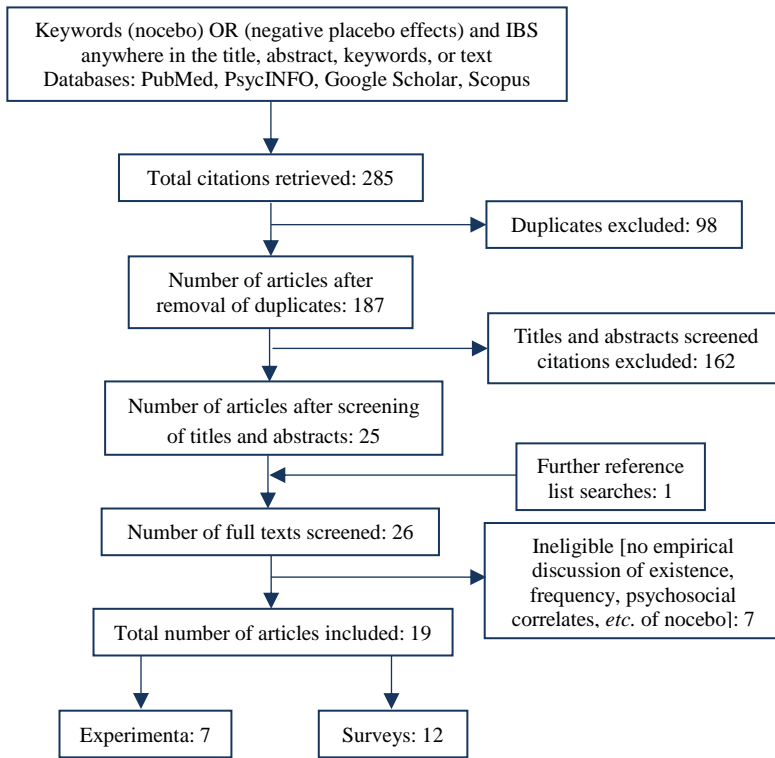 Keywords (nocebo) OR (negative placebo effects) and IBS
anywhere in the title, abstract, keywords, or text
Databases: PubMed, PsycINFO, Google Scholar, Scopus
Total citations retrieved: 285
Duplicates excluded: 98
Number of articles after
removal of duplicates: 187
Titles and abstracts screened
citations excluded: 162
Number of articles after screening
of titles and abstracts: 25
Further reference
list searches: 1
Number of full texts screened: 26
Ineligible [no empirical
discussion of existence,
frequency, psychosocial
correlates, etc. of nocebo]: 7
Total number of articles included: 19
Experimenta: 7
Surveys: 12